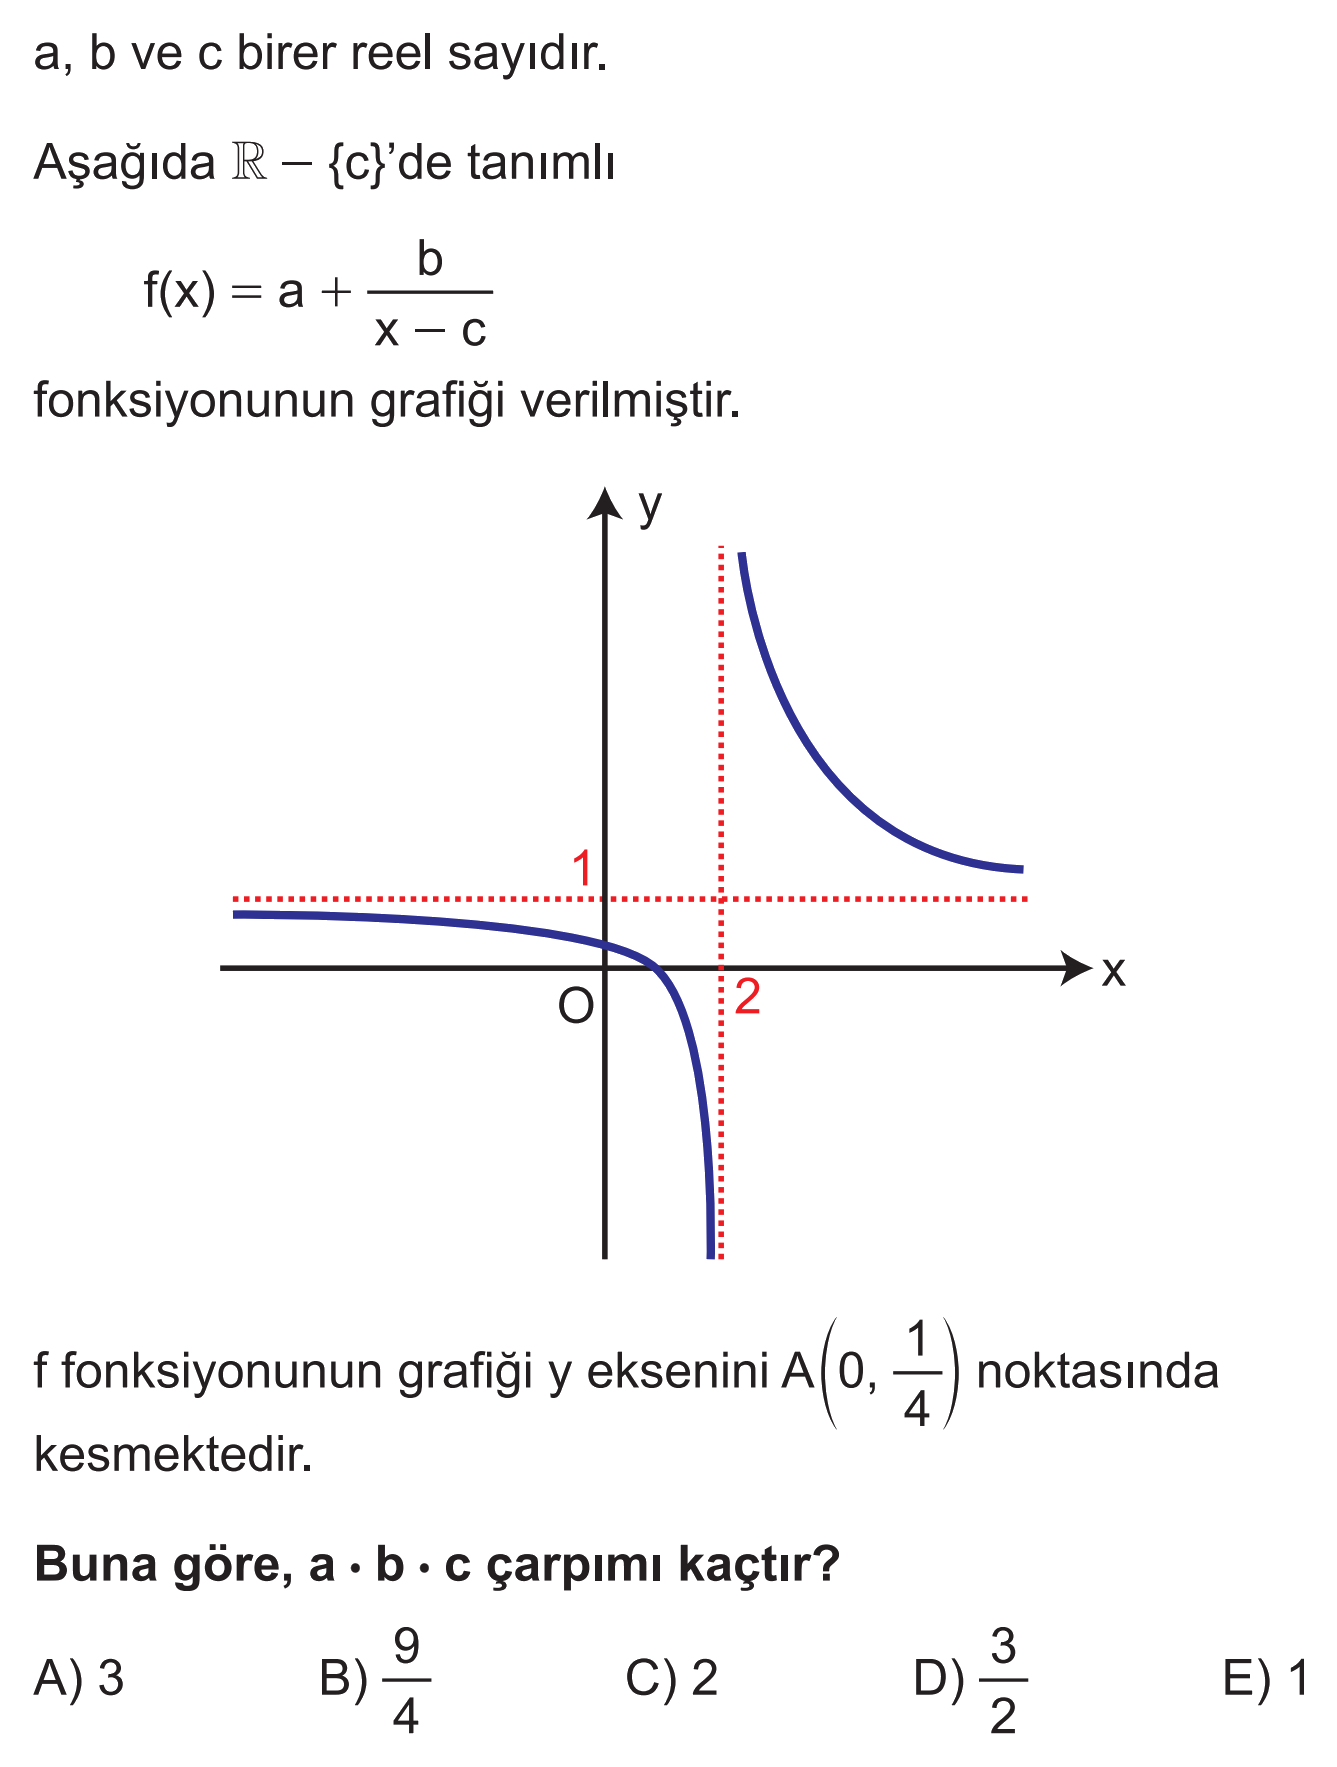 a, b ve c birer reel sayıdır.
Aşağıda ℝ – {c}’de tanımlı
f(x) = a + b / (x – c)
fonksiyonunun grafiği verilmiştir.
y
1
x
O
2
f fonksiyonunun grafiği y eksenini A(0, 1/4) noktasında
kesmektedir.
Buna göre, a · b · c çarpımı kaçtır?
A) 3 B) 9/4 C) 2 D) 3/2 E) 1